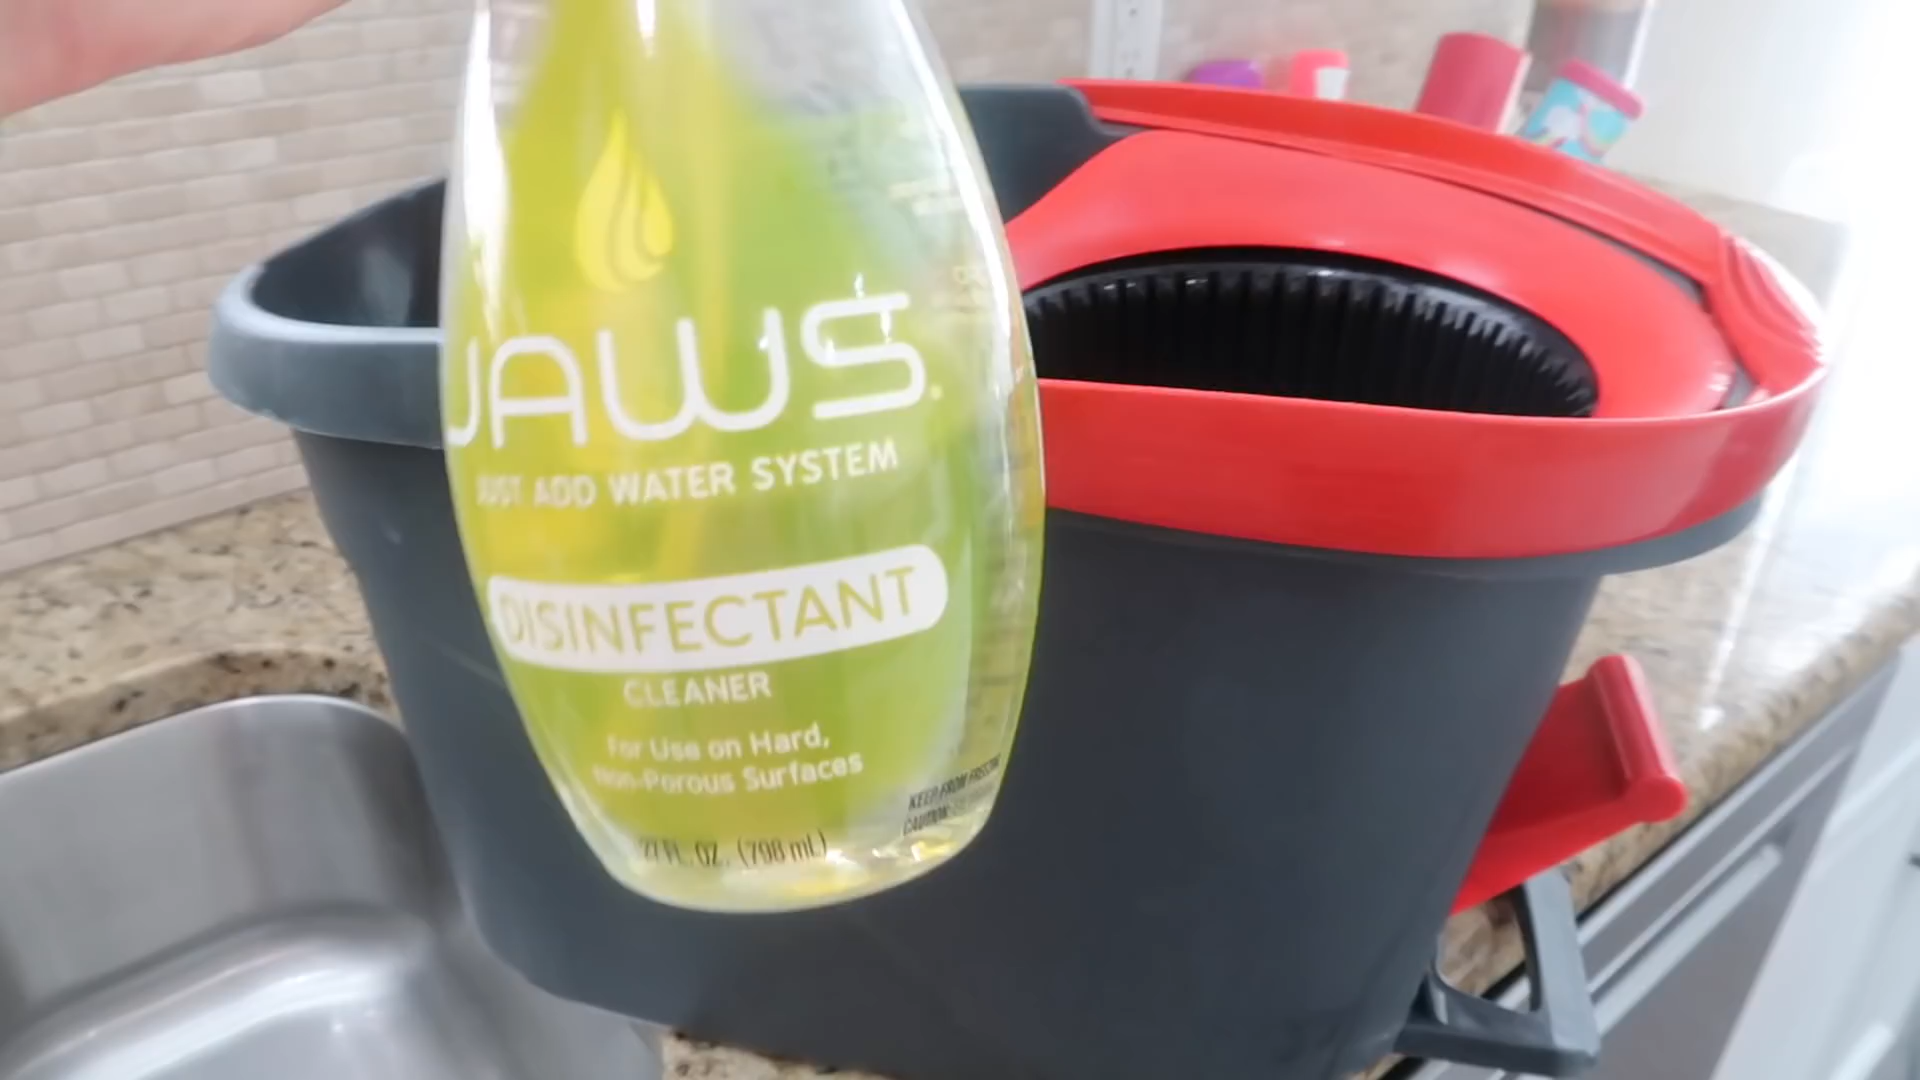 JAWS
JUST ADD WATER SYSTEM
DISINFECTANT
CLEANER
For Use on Hard,
Non-Porous Surfaces
27 FL. OZ. (798 mL)
KEEP FROM FREEZING
CAUTION: